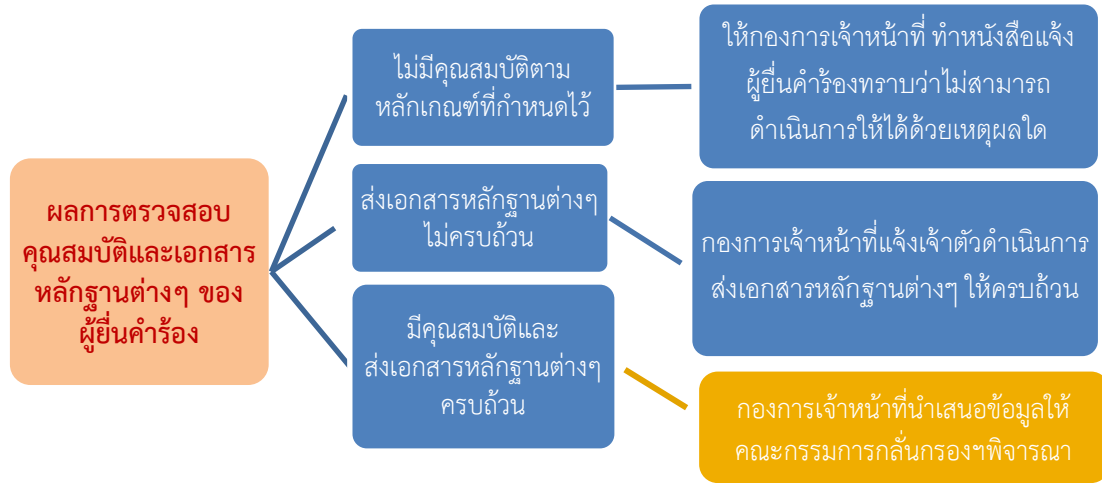 ผลการตรวจสอบ
คุณสมบัติและเอกสาร
หลักฐานต่างๆ ของ
ผู้ยื่นคำร้อง
ไม่มีคุณสมบัติตาม
หลักเกณฑ์ที่กำหนดไว้
ให้กองการเจ้าหน้าที่ ทำหนังสือแจ้ง
ผู้ยื่นคำร้องทราบว่าไม่สามารถ
ดำเนินการให้ได้ด้วยเหตุผลใด
ส่งเอกสารหลักฐานต่างๆ
ไม่ครบถ้วน
กองการเจ้าหน้าที่แจ้งเจ้าตัวดำเนินการ
ส่งเอกสารหลักฐานต่างๆ ให้ครบถ้วน
มีคุณสมบัติและ
ส่งเอกสารหลักฐานต่างๆ
ครบถ้วน
กองการเจ้าหน้าที่นำเสนอข้อมูลให้
คณะกรรมการกลั่นกรองฯพิจารณา